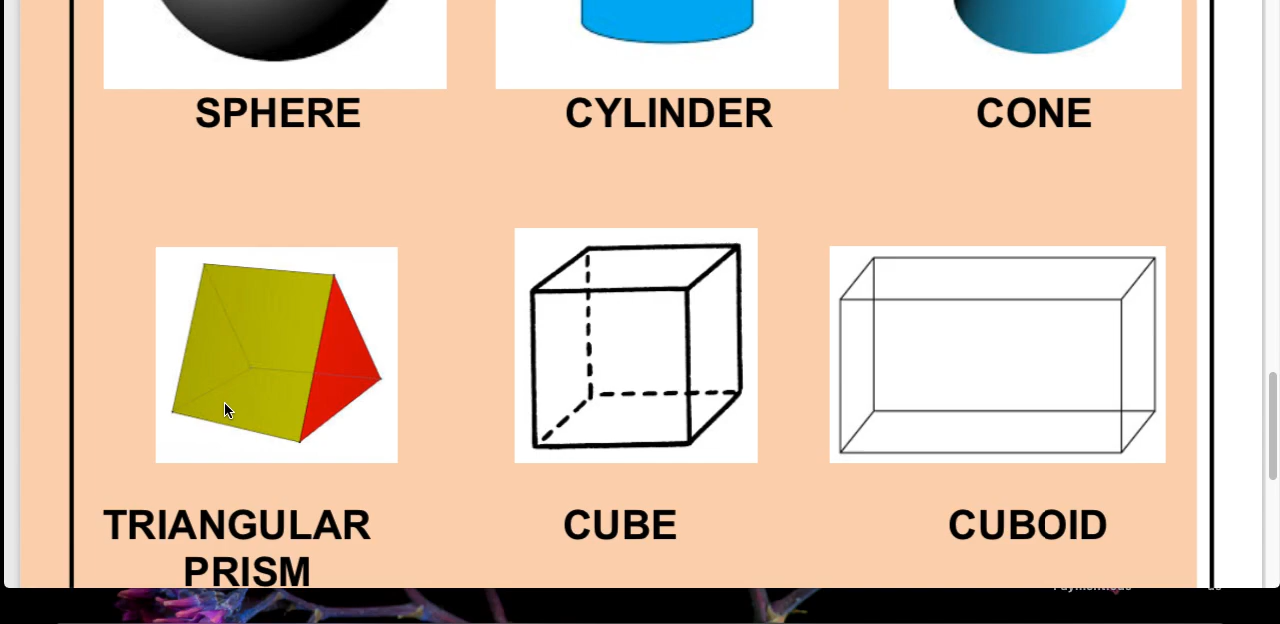 SPHERE
CYLINDER
CONE
TRIANGULAR
PRISM
CUBE
CUBOID